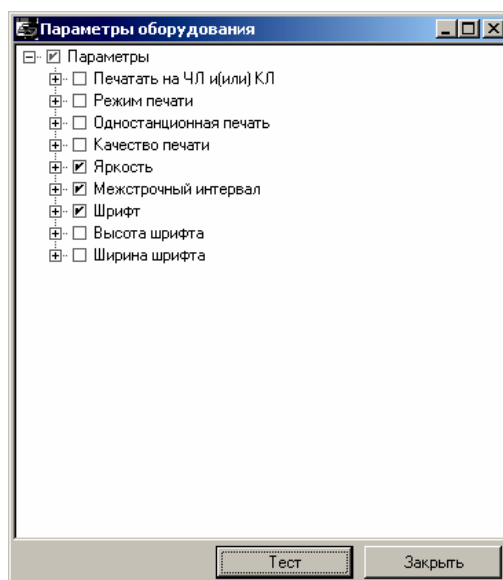 Параметры оборудования
Параметры
Печатать на ЧЛ и(или) КЛ
Режим печати
Одностанционная печать
Качество печати
Яркость
Межстрочный интервал
Шрифт
Высота шрифта
Ширина шрифта
Тест Закрыть